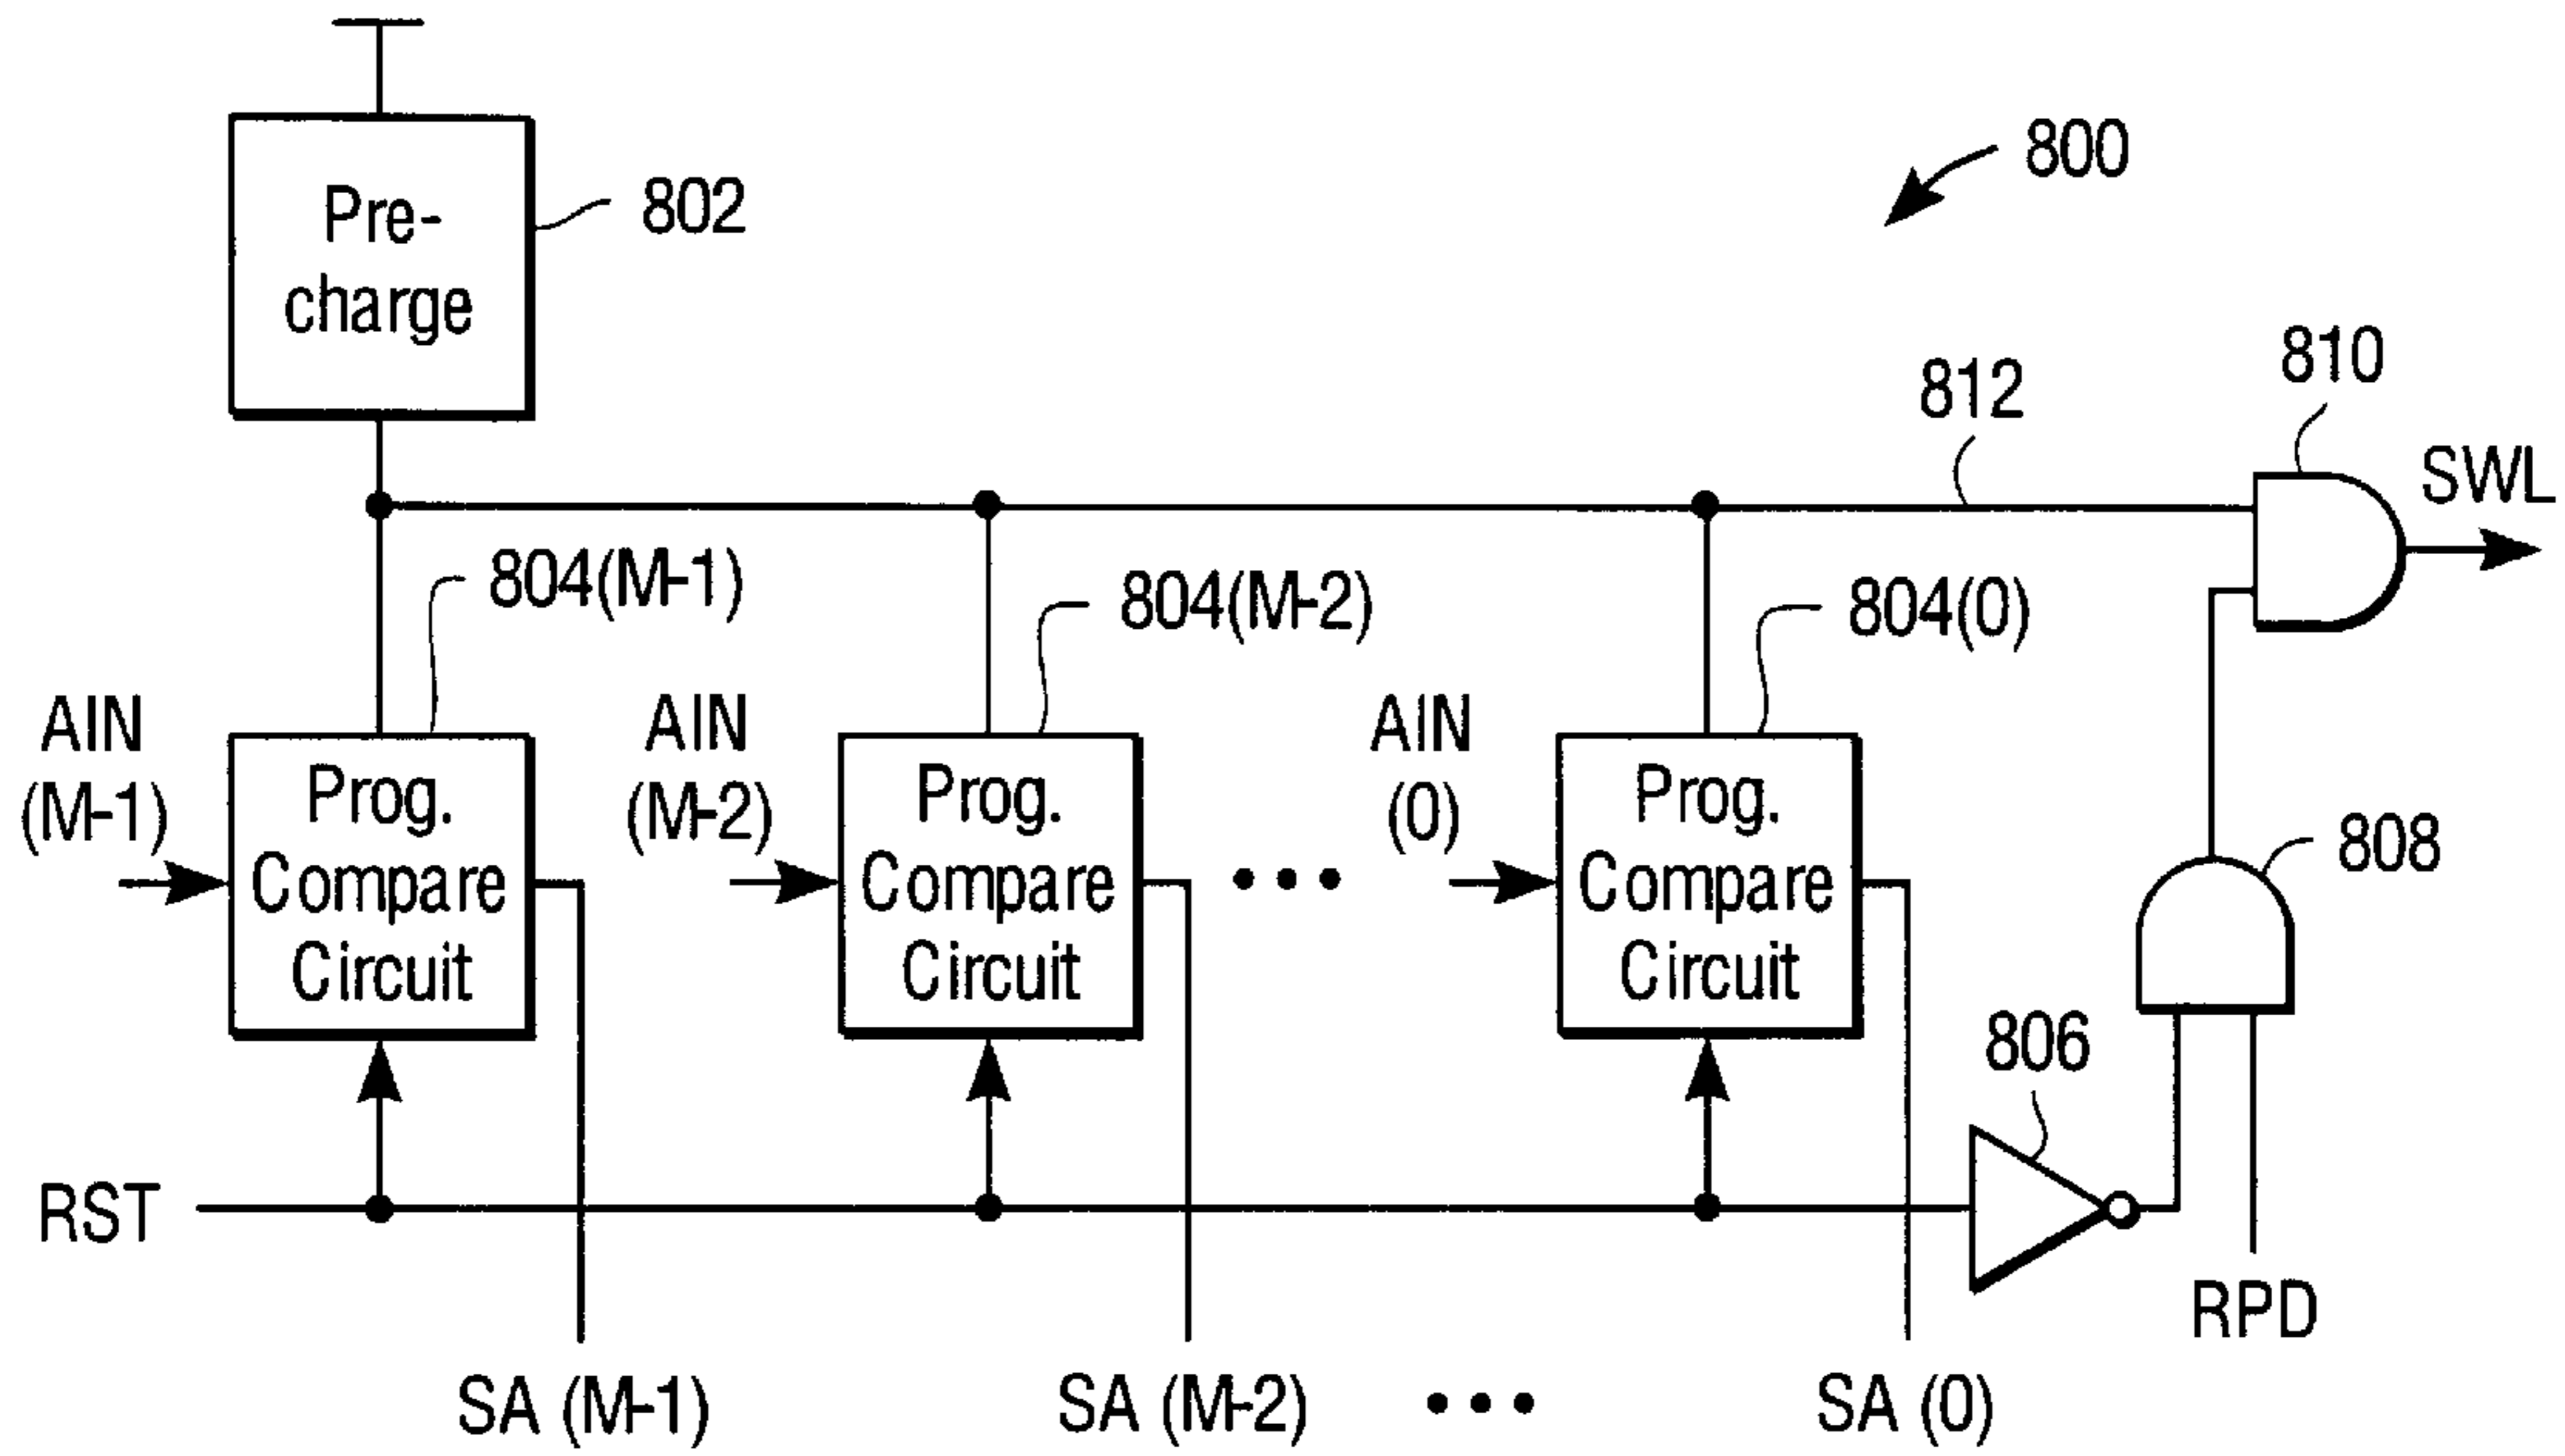 800
Pre-
charge
802
810
812
SWL
804(M-1)
804(M-2)
804(0)
AIN
(M-1)
AIN
(M-2)
AIN
(0)
Prog.
Compare
Circuit
Prog.
Compare
Circuit
• • •
Prog.
Compare
Circuit
808
806
RST
RPD
SA (M-1)
SA (M-2)
• • •
SA (0)